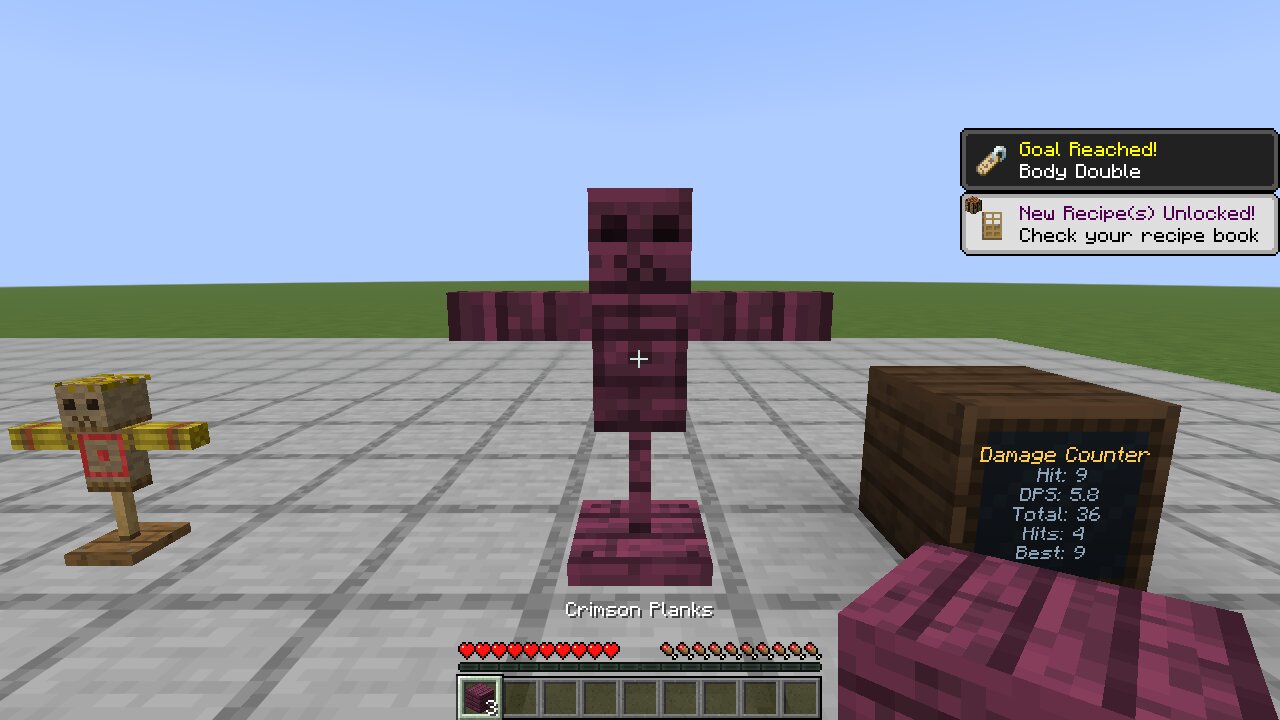 Goal Reached!
Body Double
New Recipe(s) Unlocked!
Check your recipe book
Damage Counter
Hit: 9
DPS: 5.8
Total: 36
Hits: 4
Best: 9
Crimson Planks
3